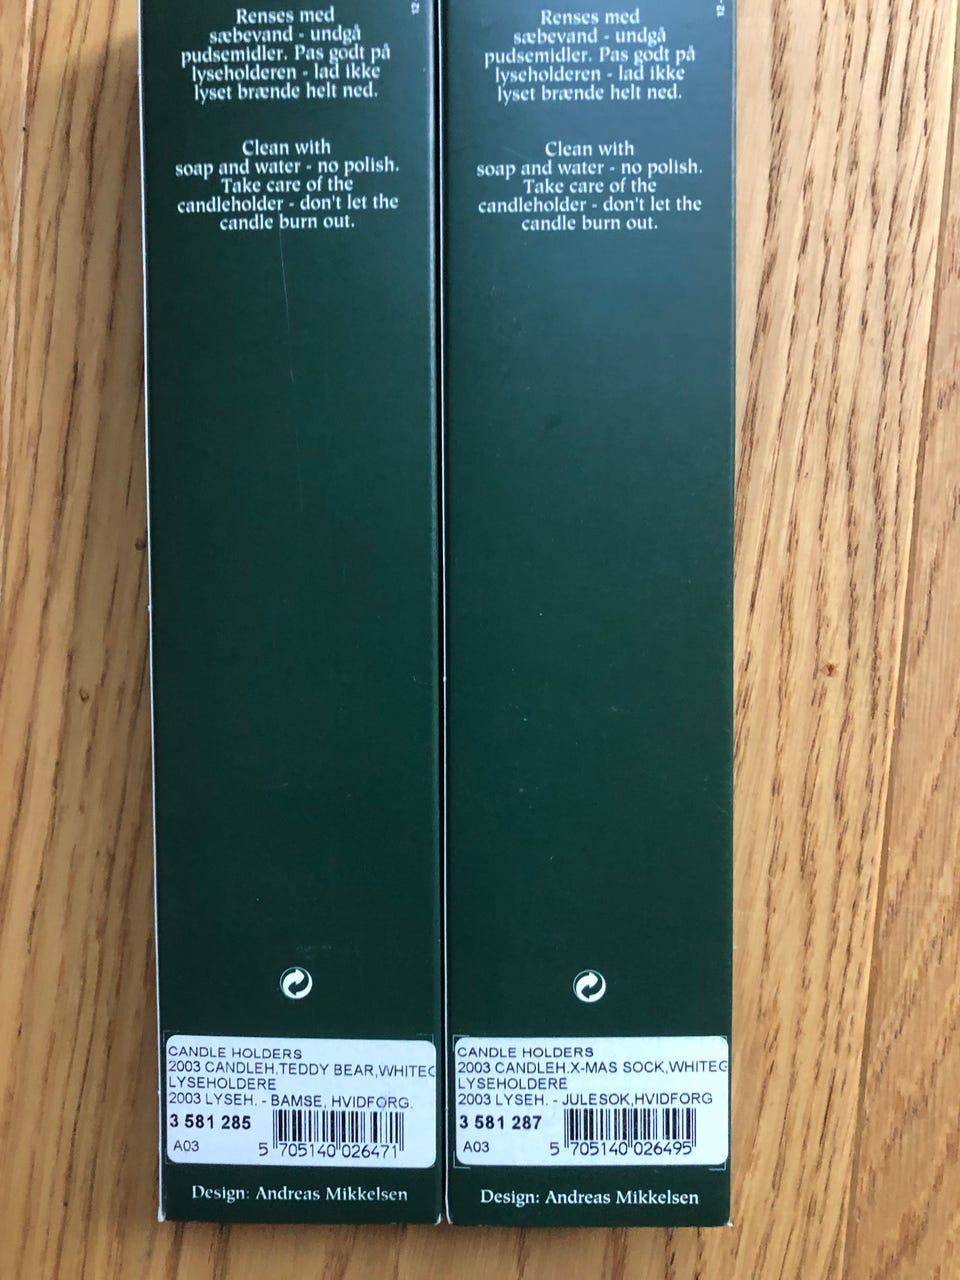 Renses med
sæbevand - undgå
pudsemidler. Pas godt på
lyseholderen - lad ikke
lyset brænde helt ned.
Clean with
soap and water - no polish.
Take care of the
candleholder - don't let the
candle burn out.
CANDLE HOLDERS
2003 CANDLEH.TEDDY BEAR,WHITEG
LYSEHOLDERE
2003 LYSEH. - BAMSE, HVIDFORG.
3 581 285
A03
5 705140 026471
Design: Andreas Mikkelsen
12
Renses med
sæbevand - undgå
pudsemidler. Pas godt på
lyseholderen - lad ikke
lyset brænde helt ned.
Clean with
soap and water - no polish.
Take care of the
candleholder - don't let the
candle burn out.
CANDLE HOLDERS
2003 CANDLEH.X-MAS SOCK,WHITEG
LYSEHOLDERE
2003 LYSEH. - JULESOK,HVIDFORG
3 581 287
A03
5 705140 026495
Design: Andreas Mikkelsen